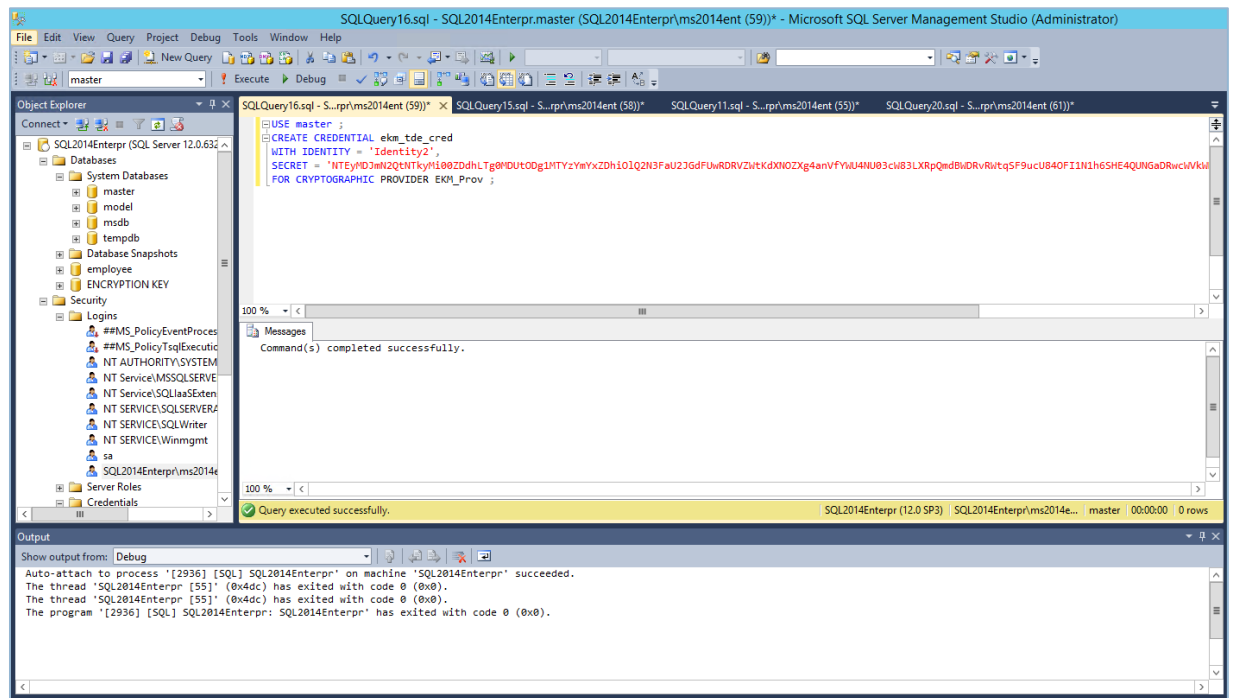 SQLQuery16.sql - SQL2014Enterpr.master (SQL2014Enterpr\ms2014ent (59))* - Microsoft SQL Server Management Studio (Administrator)
File Edit View Query Project Debug Tools Window Help
New Query
master Execute Debug
Object Explorer
Connect
SQL2014Enterpr (SQL Server 12.0.632
Databases
System Databases
master
model
msdb
tempdb
Database Snapshots
employee
ENCRYPTION KEY
Security
Logins
##MS_PolicyEventProces
##MS_PolicyTsqlExecutic
NT AUTHORITY\SYSTEM
NT Service\MSSQLSERVE
NT Service\SQLIaaSExten
NT SERVICE\SQLSERVERA
NT SERVICE\SQLWriter
NT SERVICE\Winmgmt
sa
SQL2014Enterpr\ms2014e
Server Roles
Credentials
SQLQuery16.sql - S...rpr\ms2014ent (59))* SQLQuery15.sql - S...rpr\ms2014ent (58))* SQLQuery11.sql - S...rpr\ms2014ent (55))* SQLQuery20.sql - S...rpr\ms2014ent (61))*
USE master ;
CREATE CREDENTIAL ekm_tde_cred
WITH IDENTITY = 'Identity2',
SECRET =
FOR CRYPTOGRAPHIC PROVIDER EKM_Prov ;
100 %
Messages
Command(s) completed successfully.
100 %
Query executed successfully. SQL2014Enterpr (12.0 SP3) SQL2014Enterpr\ms2014e... master 00:00:00 0 rows
Output
Show output from: Debug
Auto-attach to process '[2936] [SQL] SQL2014Enterpr' on machine 'SQL2014Enterpr' succeeded.
The thread 'SQL2014Enterpr [55]' (0x4dc) has exited with code 0 (0x0).
The thread 'SQL2014Enterpr [55]' (0x4dc) has exited with code 0 (0x0).
The program '[2936] [SQL] SQL2014Enterpr: SQL2014Enterpr' has exited with code 0 (0x0).